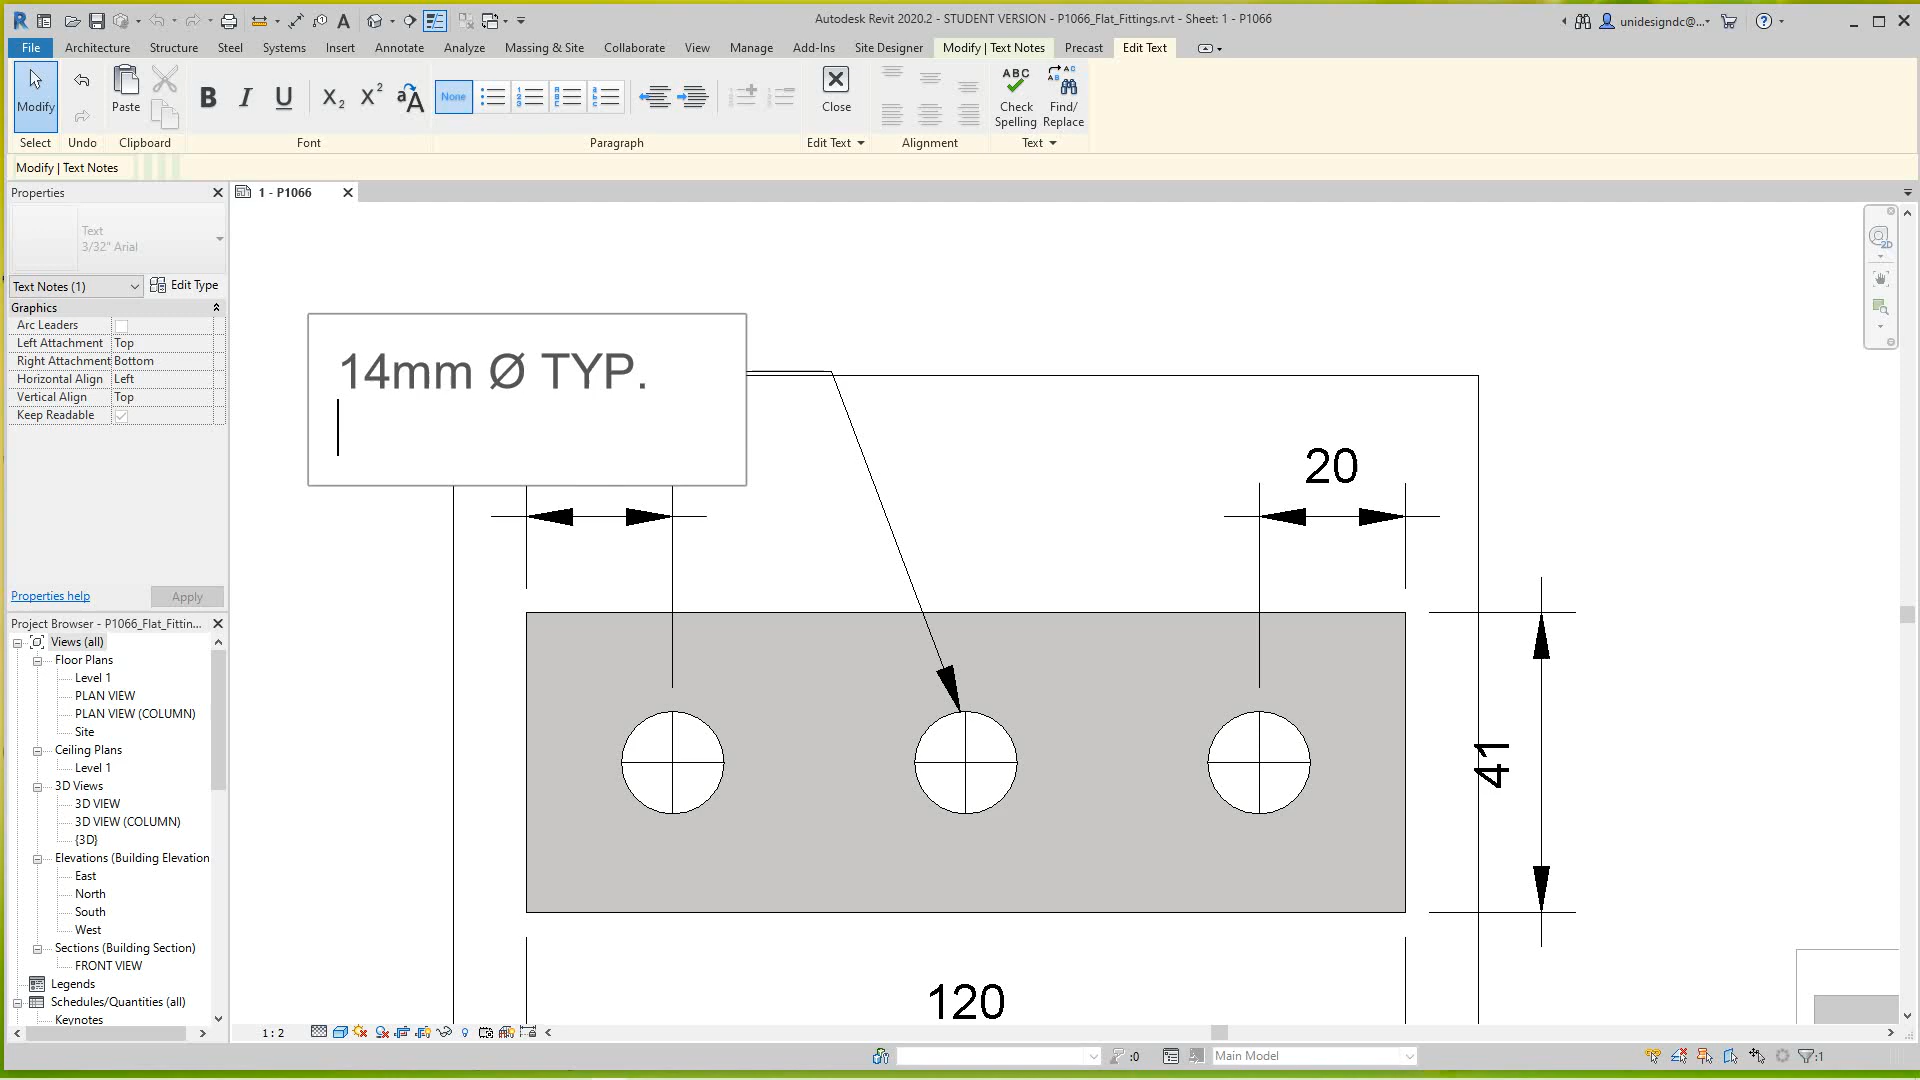 Autodesk Revit 2020.2 - STUDENT VERSION - P1066_Flat_Fittings.rvt - Sheet: 1 - P1066
unidesigndc@...
File Architecture Structure Steel Systems Insert Annotate Analyze Massing & Site Collaborate View Manage Add-Ins Site Designer Modify | Text Notes Precast Edit Text
Modify
Paste
None
Close
ABC
Check
Spelling
Find/
Replace
Select Undo Clipboard Font Paragraph Edit Text Alignment Text
Modify | Text Notes
Properties
1 - P1066
Text
3/32" Arial
Text Notes (1) Edit Type
Graphics
Arc Leaders
Left Attachment Top
Right Attachment Bottom
Horizontal Align Left
Vertical Align Top
Keep Readable
Properties help Apply
Project Browser - P1066_Flat_Fittin...
Views (all)
Floor Plans
Level 1
PLAN VIEW
PLAN VIEW (COLUMN)
Site
Ceiling Plans
Level 1
3D Views
3D VIEW
3D VIEW (COLUMN)
{3D}
Elevations (Building Elevation
East
North
South
West
Sections (Building Section)
FRONT VIEW
Legends
Schedules/Quantities (all)
Keynotes
14mm Ø TYP.
20
41
120
2D
1 : 2
:0
Main Model
:1